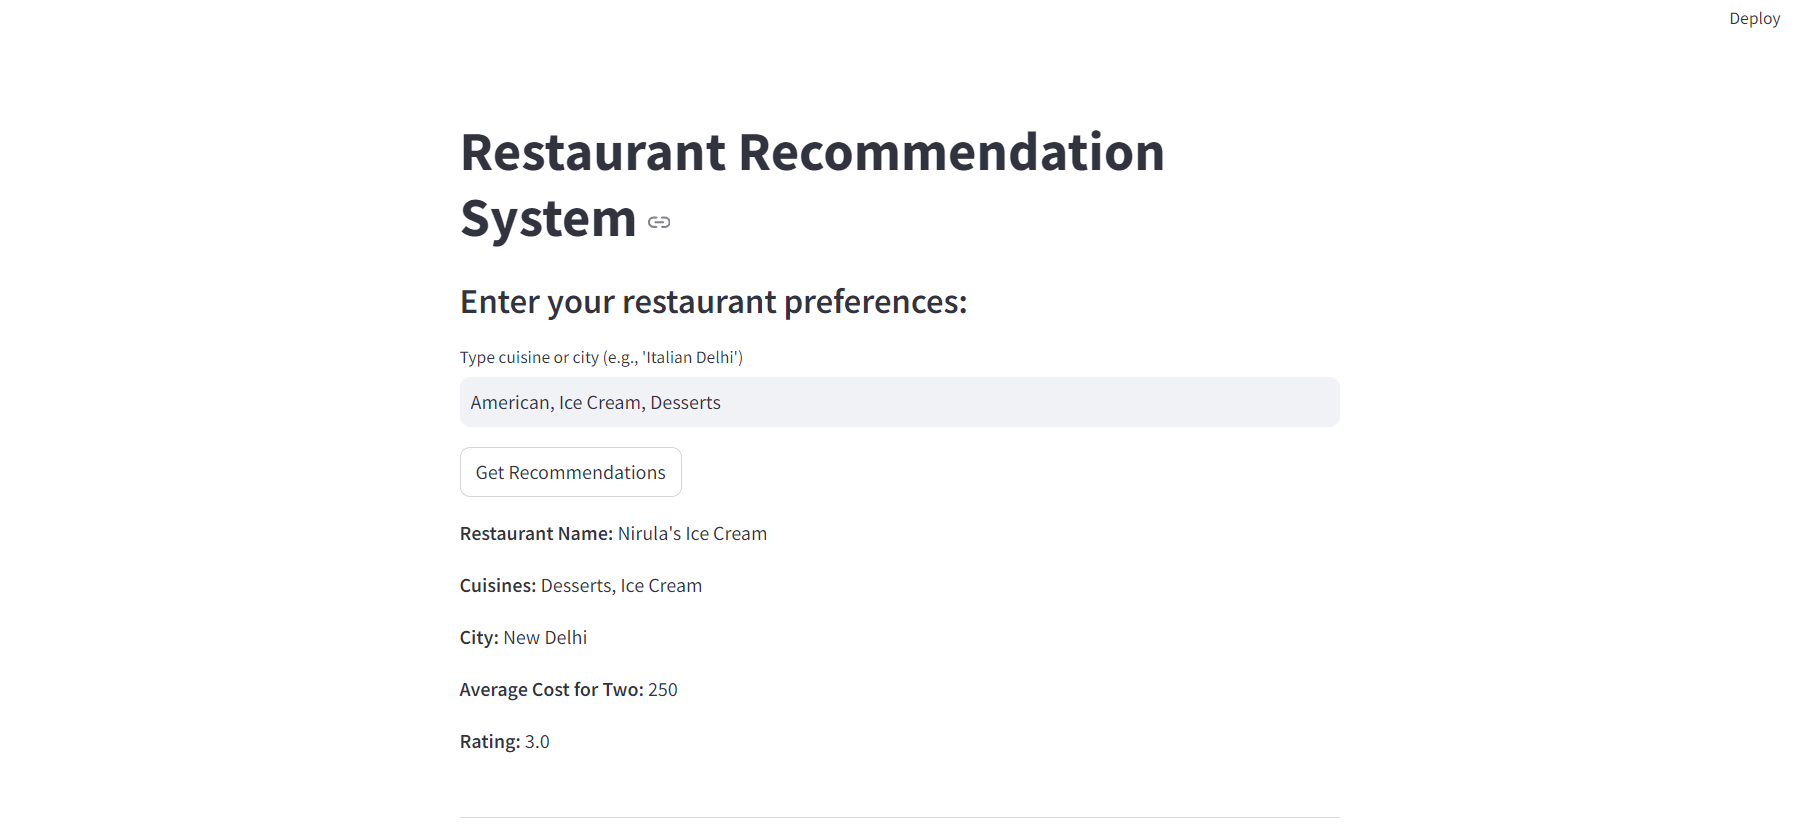 Deploy
Restaurant Recommendation
System
Enter your restaurant preferences:
Type cuisine or city (e.g., 'Italian Delhi')
American, Ice Cream, Desserts
Get Recommendations
Restaurant Name: Nirula's Ice Cream
Cuisines: Desserts, Ice Cream
City: New Delhi
Average Cost for Two: 250
Rating: 3.0